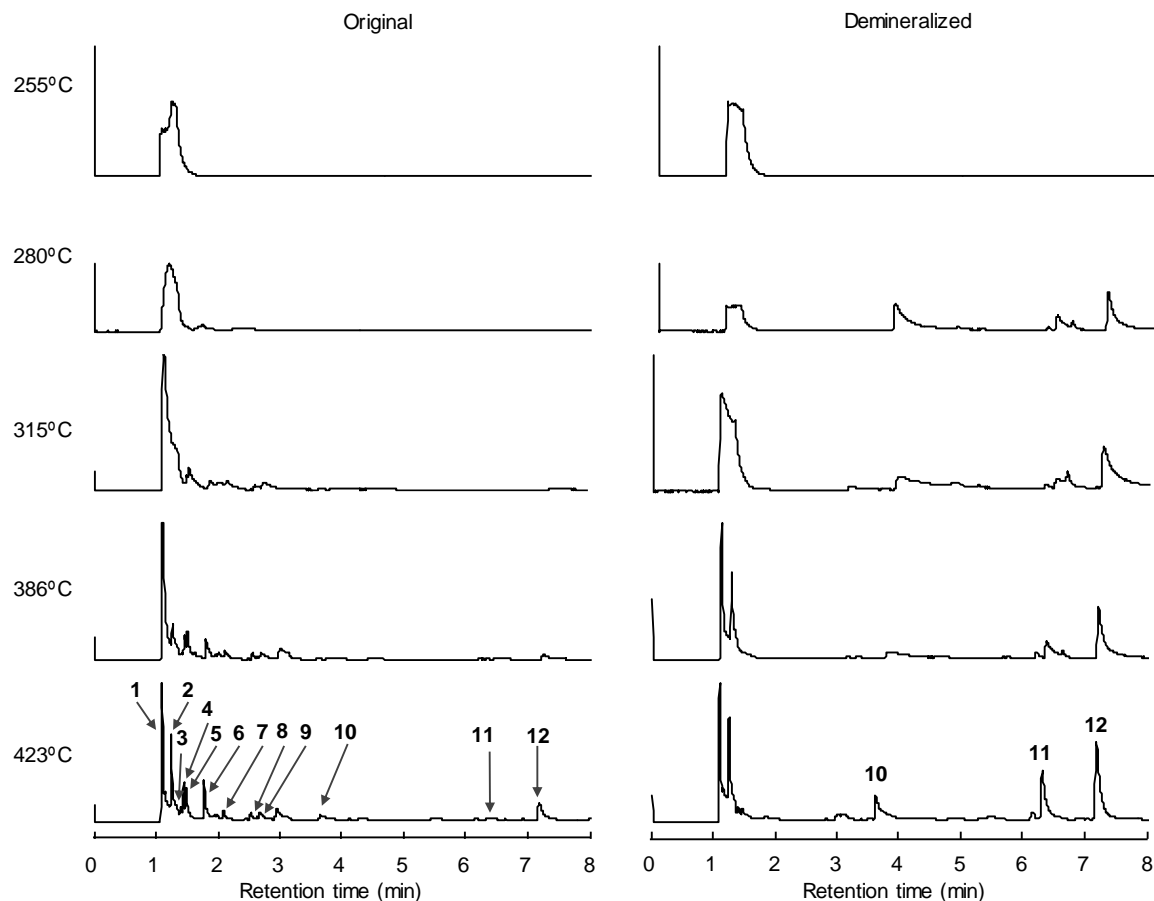 Original
Demineralized
255ºC
280ºC
315ºC
386ºC
423ºC
1 2 3 4 5 6 7 8 9 10 11 12
10 11 12
0 1 2 3 4 5 6 7 8
Retention time (min)
0 1 2 3 4 5 6 7 8
Retention time (min)